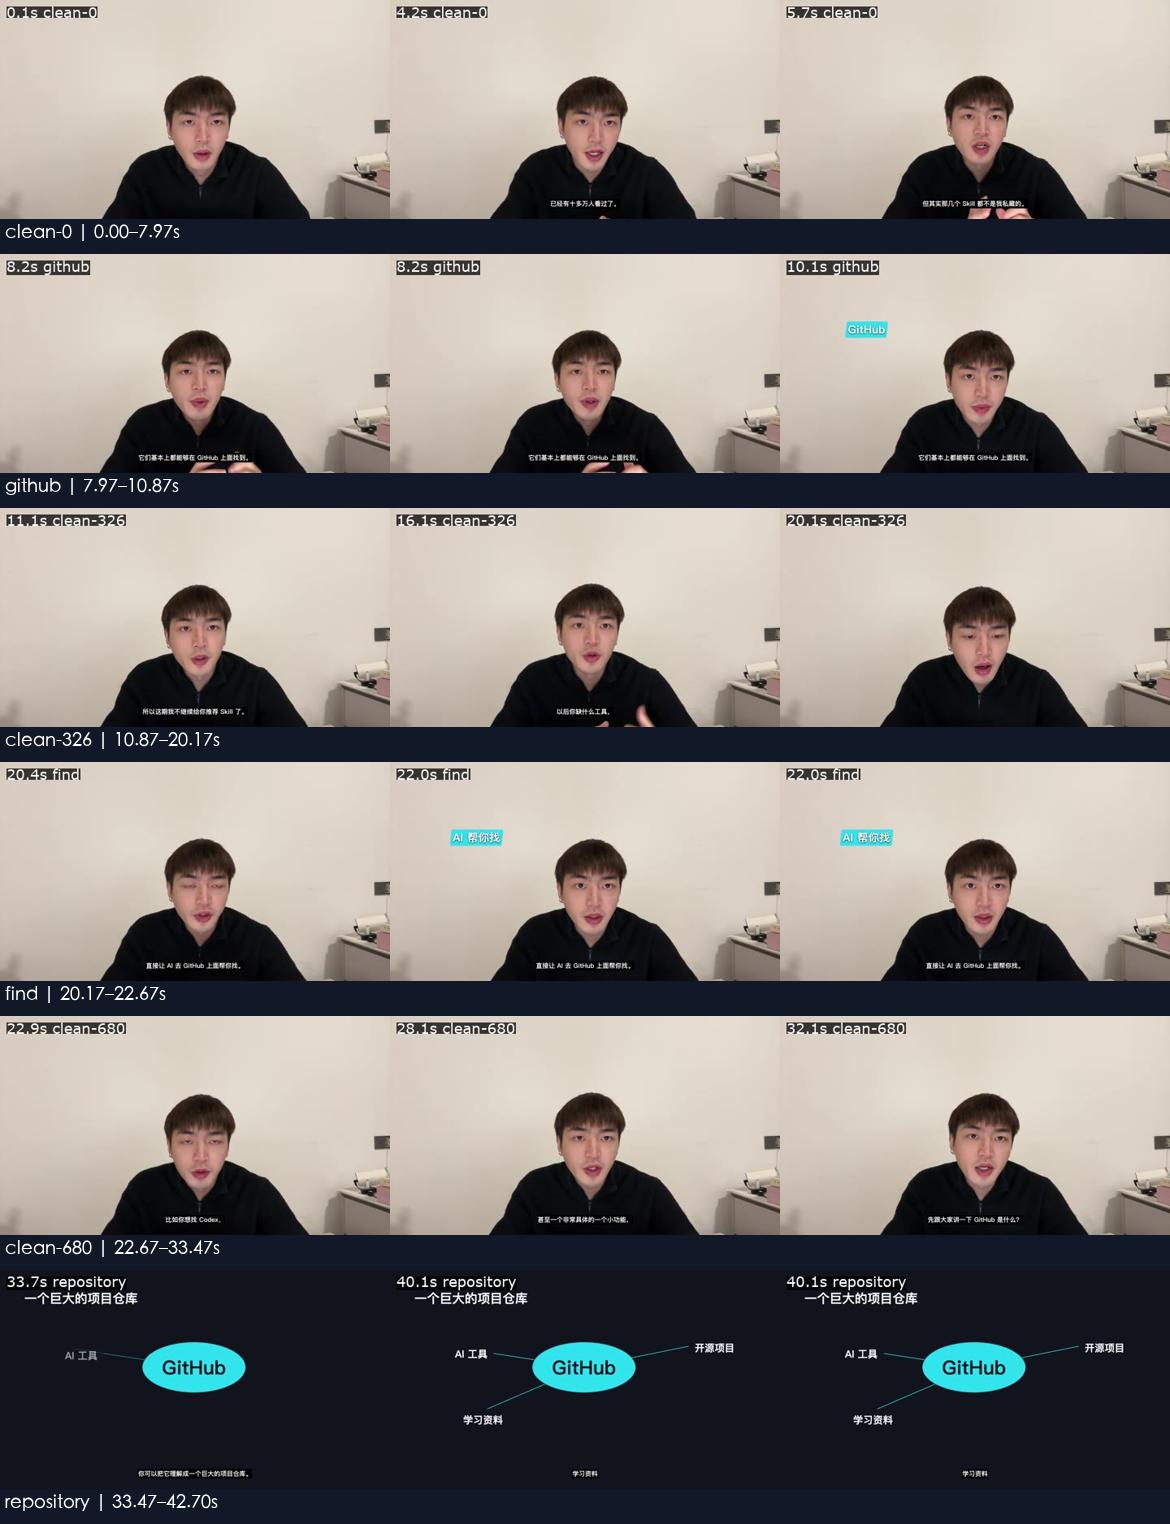 0.1s clean-0
4.2s clean-0
5.7s clean-0
已经有十多万人看过了。
但其实那几个 Skill 都不是我私藏的。
clean-0 | 0.00–7.97s
8.2s github
8.2s github
10.1s github
GitHub
它们基本上都能够在 GitHub 上面找到。
它们基本上都能够在 GitHub 上面找到。
它们基本上都能够在 GitHub 上面找到。
github | 7.97–10.87s
11.1s clean-326
16.1s clean-326
20.1s clean-326
所以这期我不继续给你推荐 Skill 了。
以后你缺什么工具。
clean-326 | 10.87–20.17s
20.4s find
22.0s find
22.0s find
AI 帮你找
AI 帮你找
直接让 AI 去 GitHub 上面帮你找。
直接让 AI 去 GitHub 上面帮你找。
直接让 AI 去 GitHub 上面帮你找。
find | 20.17–22.67s
22.9s clean-680
28.1s clean-680
32.1s clean-680
比如你想找 Codex。
甚至一个非常具体的一个小功能。
先跟大家讲一下 GitHub 是什么?
clean-680 | 22.67–33.47s
33.7s repository
40.1s repository
40.1s repository
一个巨大的项目仓库
一个巨大的项目仓库
一个巨大的项目仓库
AI 工具
GitHub
AI 工具
GitHub
开源项目
学习资料
AI 工具
GitHub
开源项目
学习资料
你可以把它理解成一个巨大的项目仓库。
学习资料
学习资料
repository | 33.47–42.70s